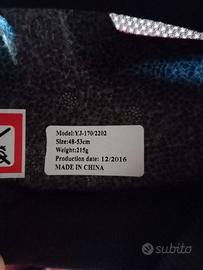 Model:YJ-170/2202
Size:48-53cm
Weight:215g
Production date: 12/2016
MADE IN CHINA
subito